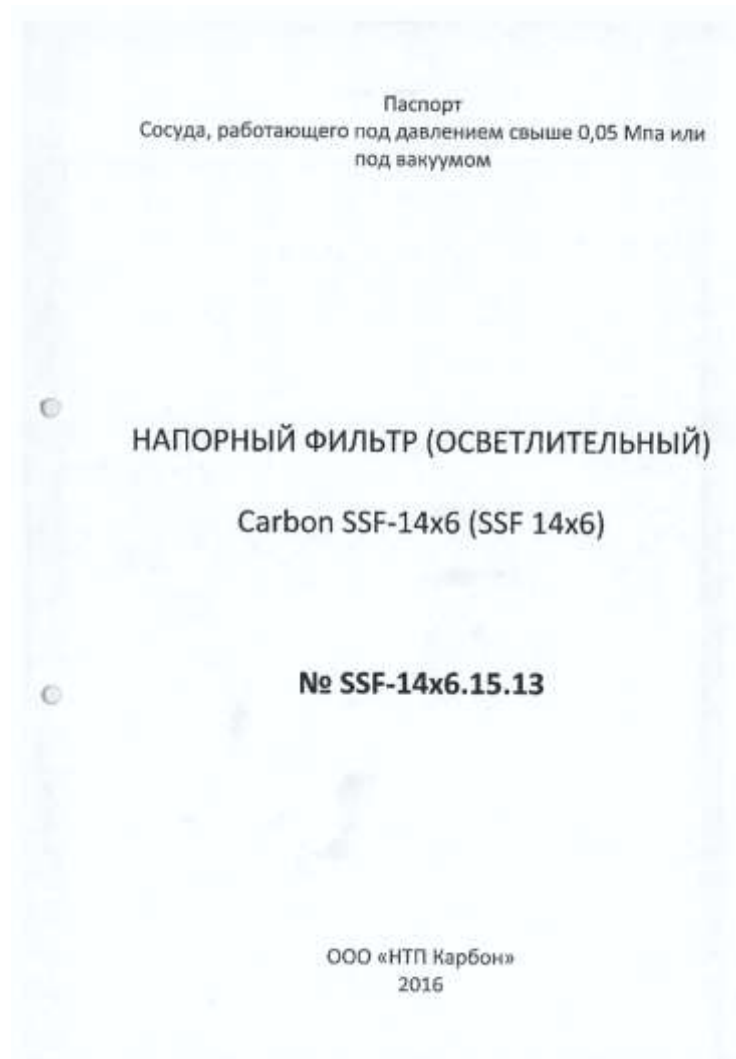 Паспорт
Сосуда, работающего под давлением свыше 0,05 Мпа или
под вакуумом
НАПОРНЫЙ ФИЛЬТР (ОСВЕТЛИТЕЛЬНЫЙ)
Carbon SSF-14x6 (SSF 14x6)
№ SSF-14x6.15.13
ООО «НТП Карбон»
2016